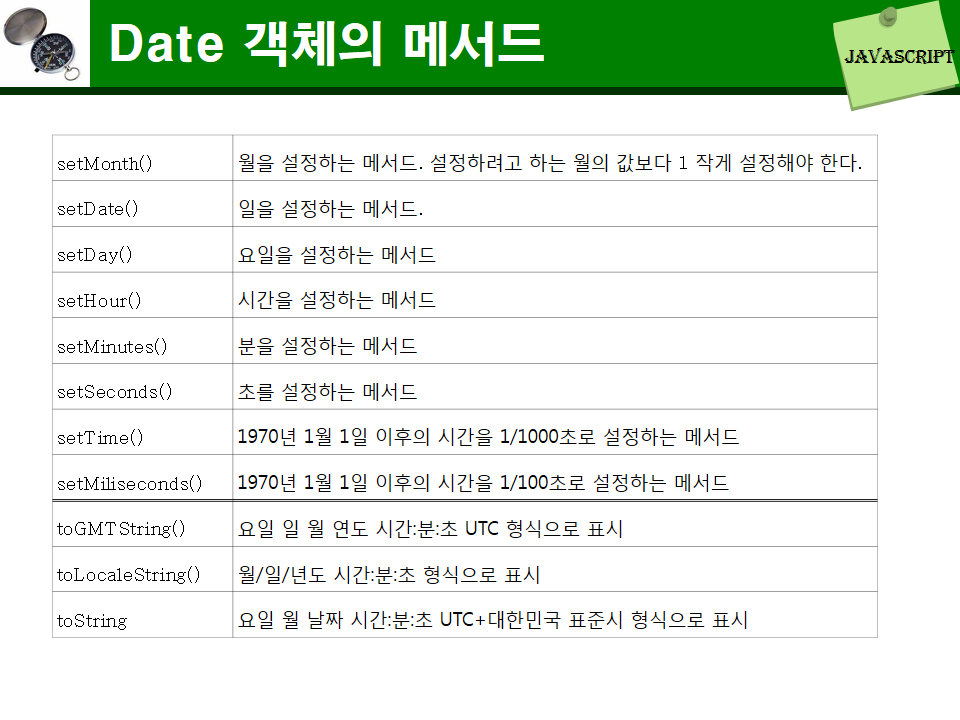 Date 객체의 메서드
JAVASCRIPT
setMonth() 월을 설정하는 메서드. 설정하려고 하는 월의 값보다 1 작게 설정해야 한다.
setDate() 일을 설정하는 메서드.
setDay() 요일을 설정하는 메서드
setHour() 시간을 설정하는 메서드
setMinutes() 분을 설정하는 메서드
setSeconds() 초를 설정하는 메서드
setTime() 1970년 1월 1일 이후의 시간을 1/1000초로 설정하는 메서드
setMiliseconds() 1970년 1월 1일 이후의 시간을 1/100초로 설정하는 메서드
toGMTString() 요일 일 월 연도 시간:분:초 UTC 형식으로 표시
toLocaleString() 월/일/년도 시간:분:초 형식으로 표시
toString 요일 월 날짜 시간:분:초 UTC+대한민국 표준시 형식으로 표시